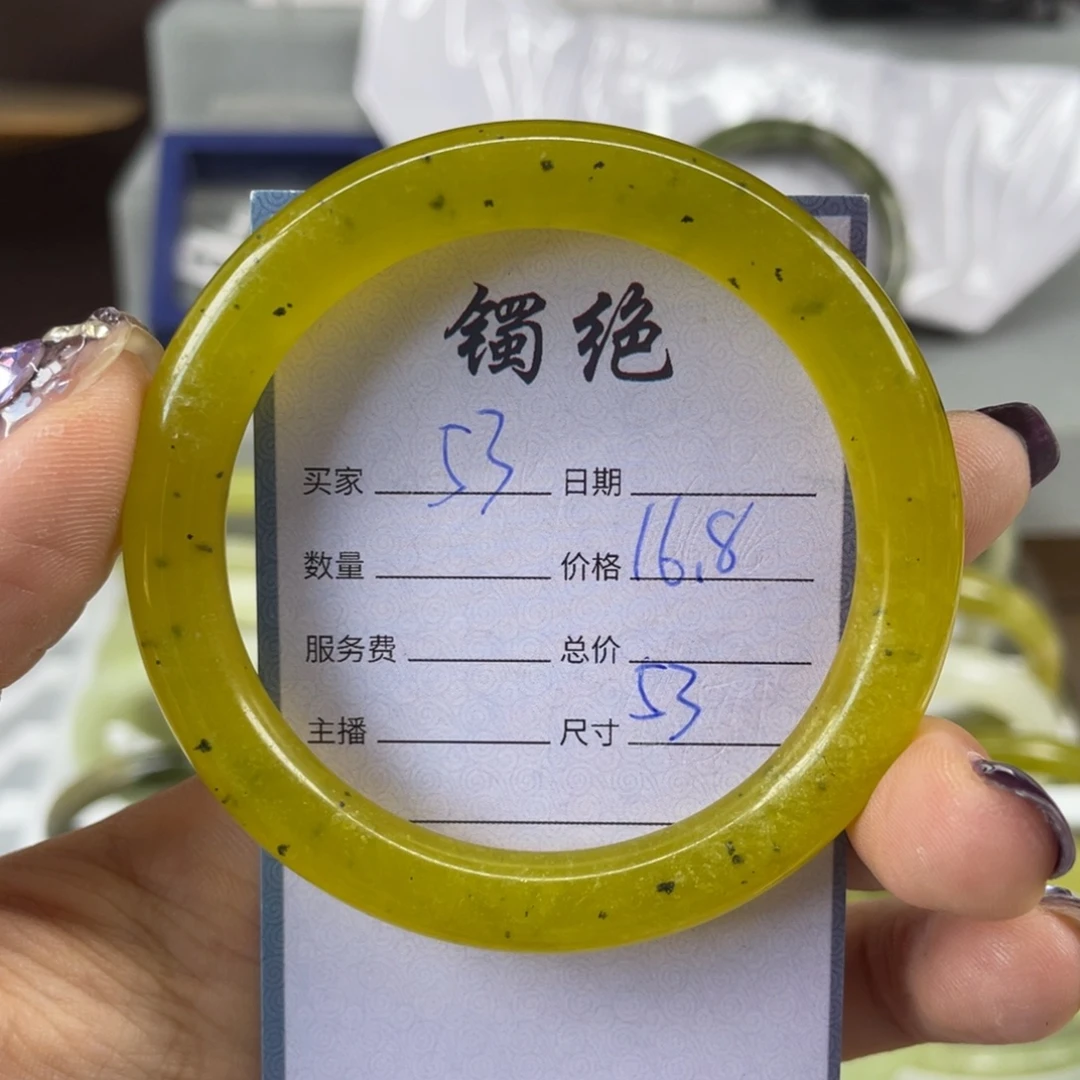 镯绝
买家 53 日期
数量 价格 16.8
服务费 总价
主播 尺寸 53